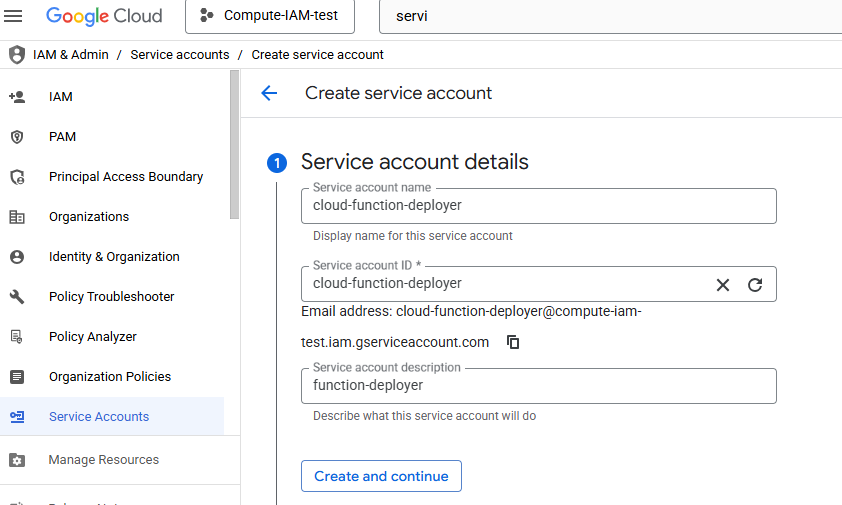 Google Cloud
Compute-IAM-test
servi
IAM & Admin / Service accounts / Create service account
IAM
PAM
Principal Access Boundary
Organizations
Identity & Organization
Policy Troubleshooter
Policy Analyzer
Organization Policies
Service Accounts
Manage Resources
Create service account
1 Service account details
Service account name
cloud-function-deployer
Display name for this service account
Service account ID *
cloud-function-deployer
Email address: cloud-function-deployer@compute-iam-
test.iam.gserviceaccount.com
Service account description
function-deployer
Describe what this service account will do
Create and continue